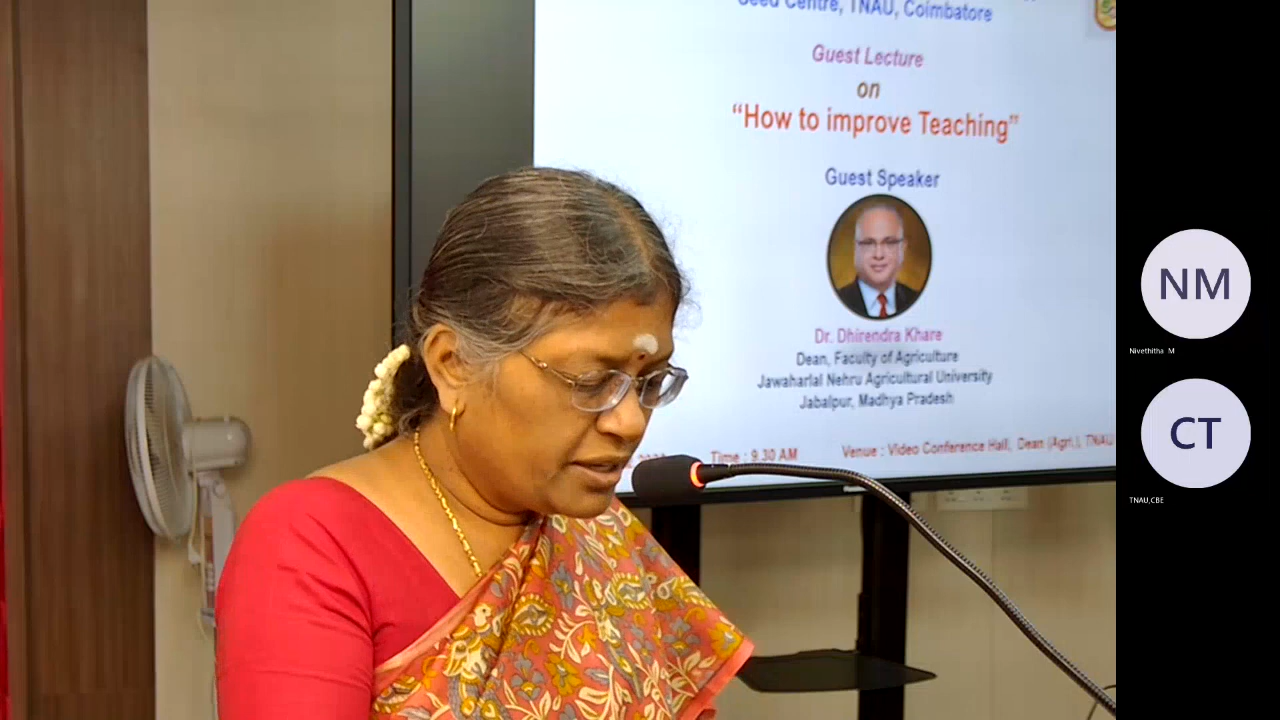 Seed Centre, TNAU, Coimbatore
Guest Lecture
on
“How to improve Teaching”
Guest Speaker
Dr. Dhirendra Khare
Dean, Faculty of Agriculture
Jawaharlal Nehru Agricultural University
Jabalpur, Madhya Pradesh
Time : 9.30 AM Venue : Video Conference Hall, Dean (Agri.), TNAU
NM
Nivethitha M
CT
TNAU,CBE